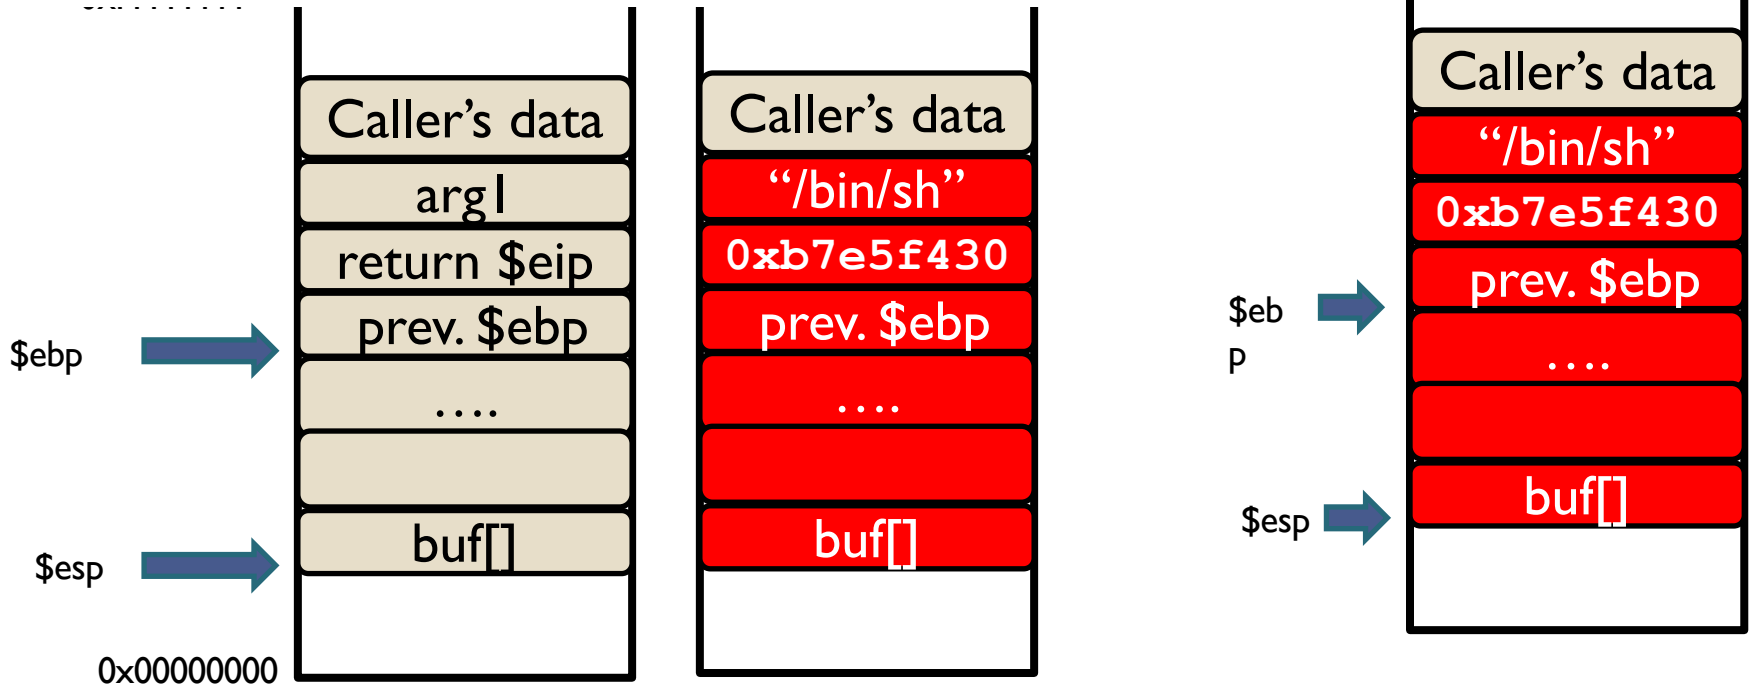 Caller’s data
arg1
return $eip
prev. $ebp
….
buf[]
$ebp
$esp
0x00000000
Caller’s data
“/bin/sh”
0xb7e5f430
prev. $ebp
….
buf[]
Caller’s data
“/bin/sh”
0xb7e5f430
prev. $ebp
….
buf[]
$eb
p
$esp